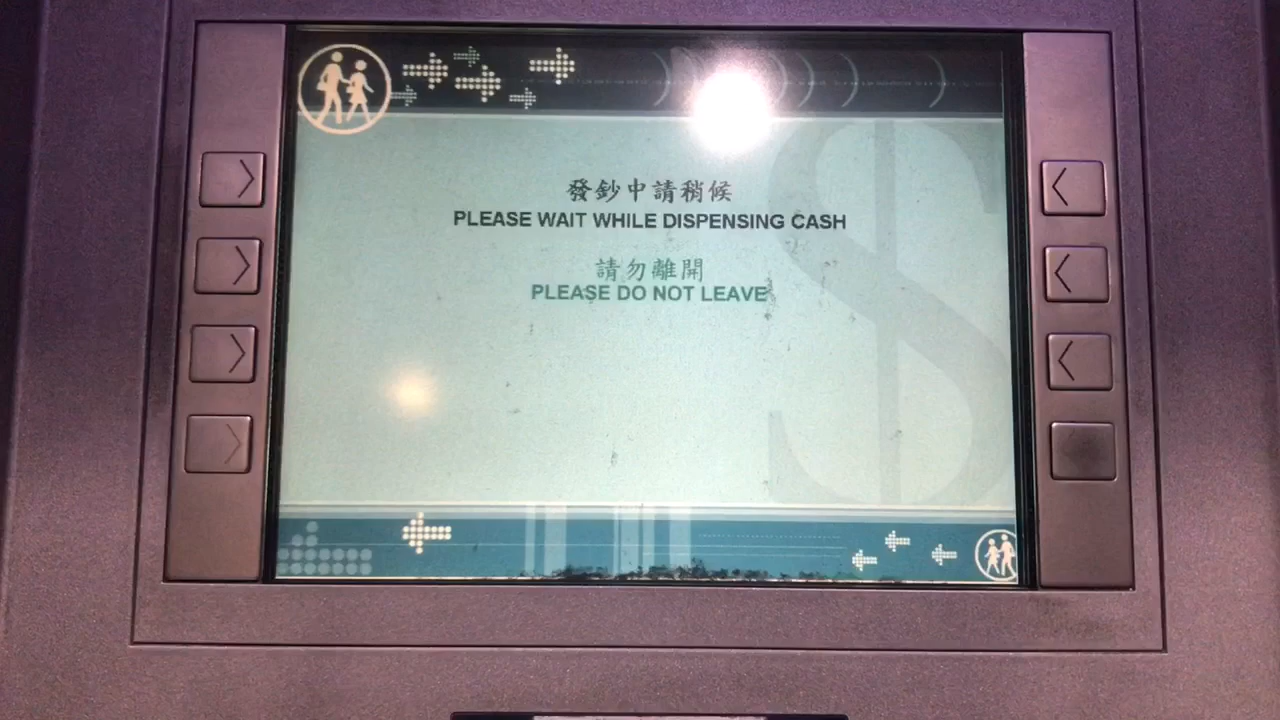 發鈔中請稍候
PLEASE WAIT WHILE DISPENSING CASH
請勿離開
PLEASE DO NOT LEAVE